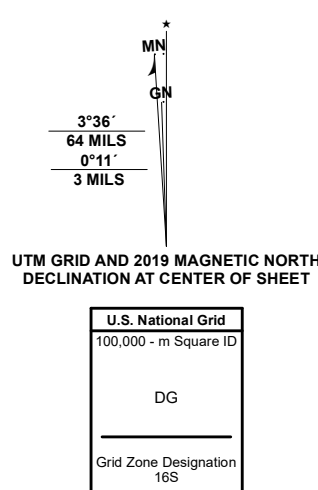 MN
GN
3°36´
64 MILS
0°11´
3 MILS
UTM GRID AND 2019 MAGNETIC NORTH
DECLINATION AT CENTER OF SHEET
U.S. National Grid
100,000 - m Square ID
DG
Grid Zone Designation
16S